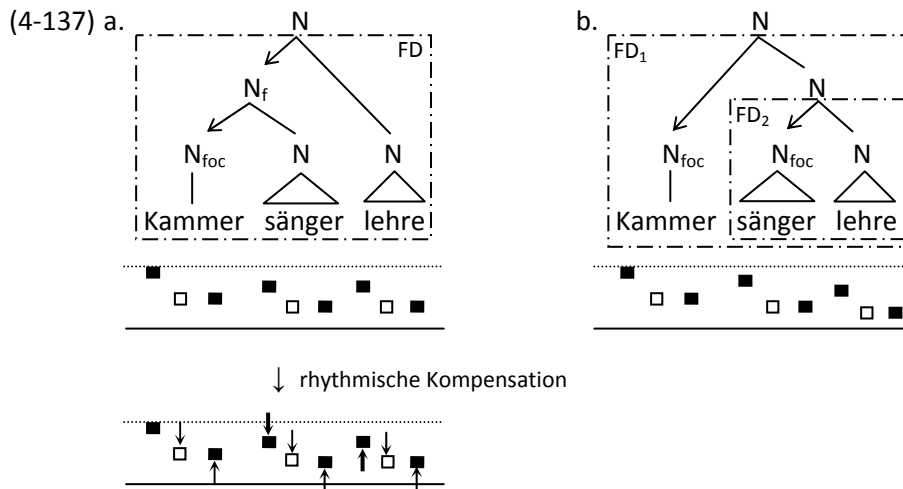 (4-137) a.
N
FD
N_f
N_foc N N
Kammer sänger lehre
b.
N
FD_1
N
FD_2
N_foc N_foc N
Kammer sänger lehre
rhythmische Kompensation